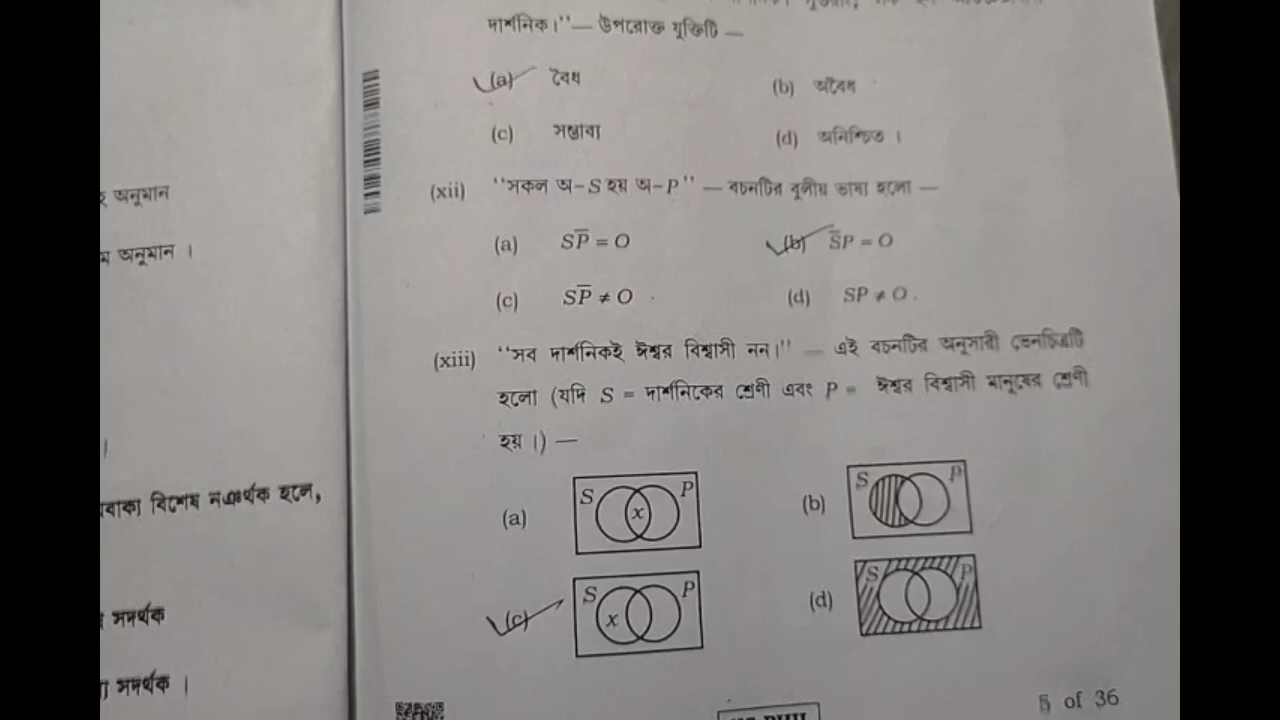 দার্শনিক।" — উপরোক্ত যুক্তিটি —
(a) বৈধ
(b) অবৈধ
(c) সম্ভাব্য
(d) অনিশ্চিত ।
(xii) "সকল অ-S হয় অ-P" — বচনটির বুলীয় ভাষ্য হলো —
(a) SP̅ = O
(b) S̅P = O
(c) SP̅ ≠ O
(d) SP ≠ O .
(xiii) "সব দার্শনিকই ঈশ্বর বিশ্বাসী নন।" — এই বচনটির অনুসারী ভেনচিত্রটি
হলো (যদি S = দার্শনিকের শ্রেণী এবং P = ঈশ্বর বিশ্বাসী মানুষের শ্রেণী
হয় ।) —
(a) S x P
(b) S P
(c) S x P
(d) S P
5 of 36
অনুমান
অনুমান ।
বিশেষ নঞর্থক হলে,
সদর্থক
সদর্থক ।